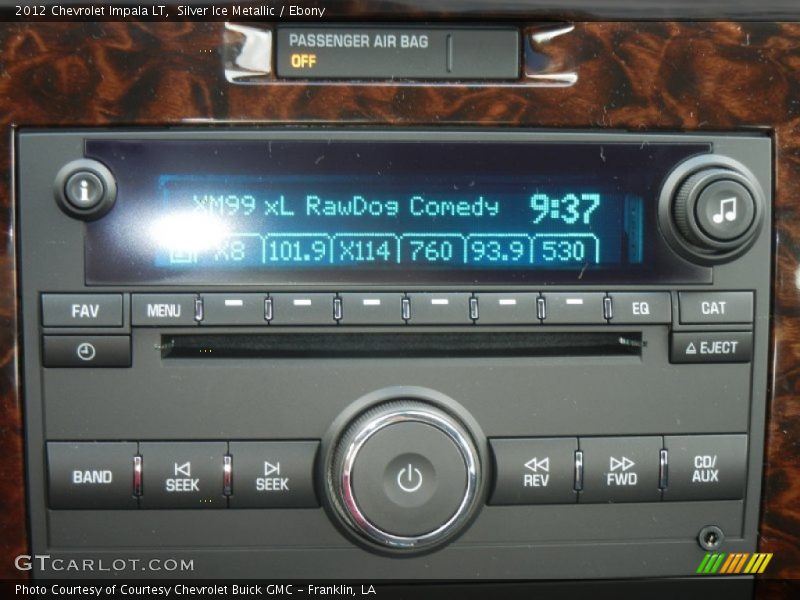 2012 Chevrolet Impala LT, Silver Ice Metallic / Ebony
PASSENGER AIR BAG
OFF
XM99 xL RawDog Comedy 9:37
X8 101.9 X114 760 93.9 530
FAV MENU EQ CAT
EJECT
BAND SEEK SEEK REV FWD CD/
AUX
GTCARLOT.COM
Photo Courtesy of Courtesy Chevrolet Buick GMC - Franklin, LA